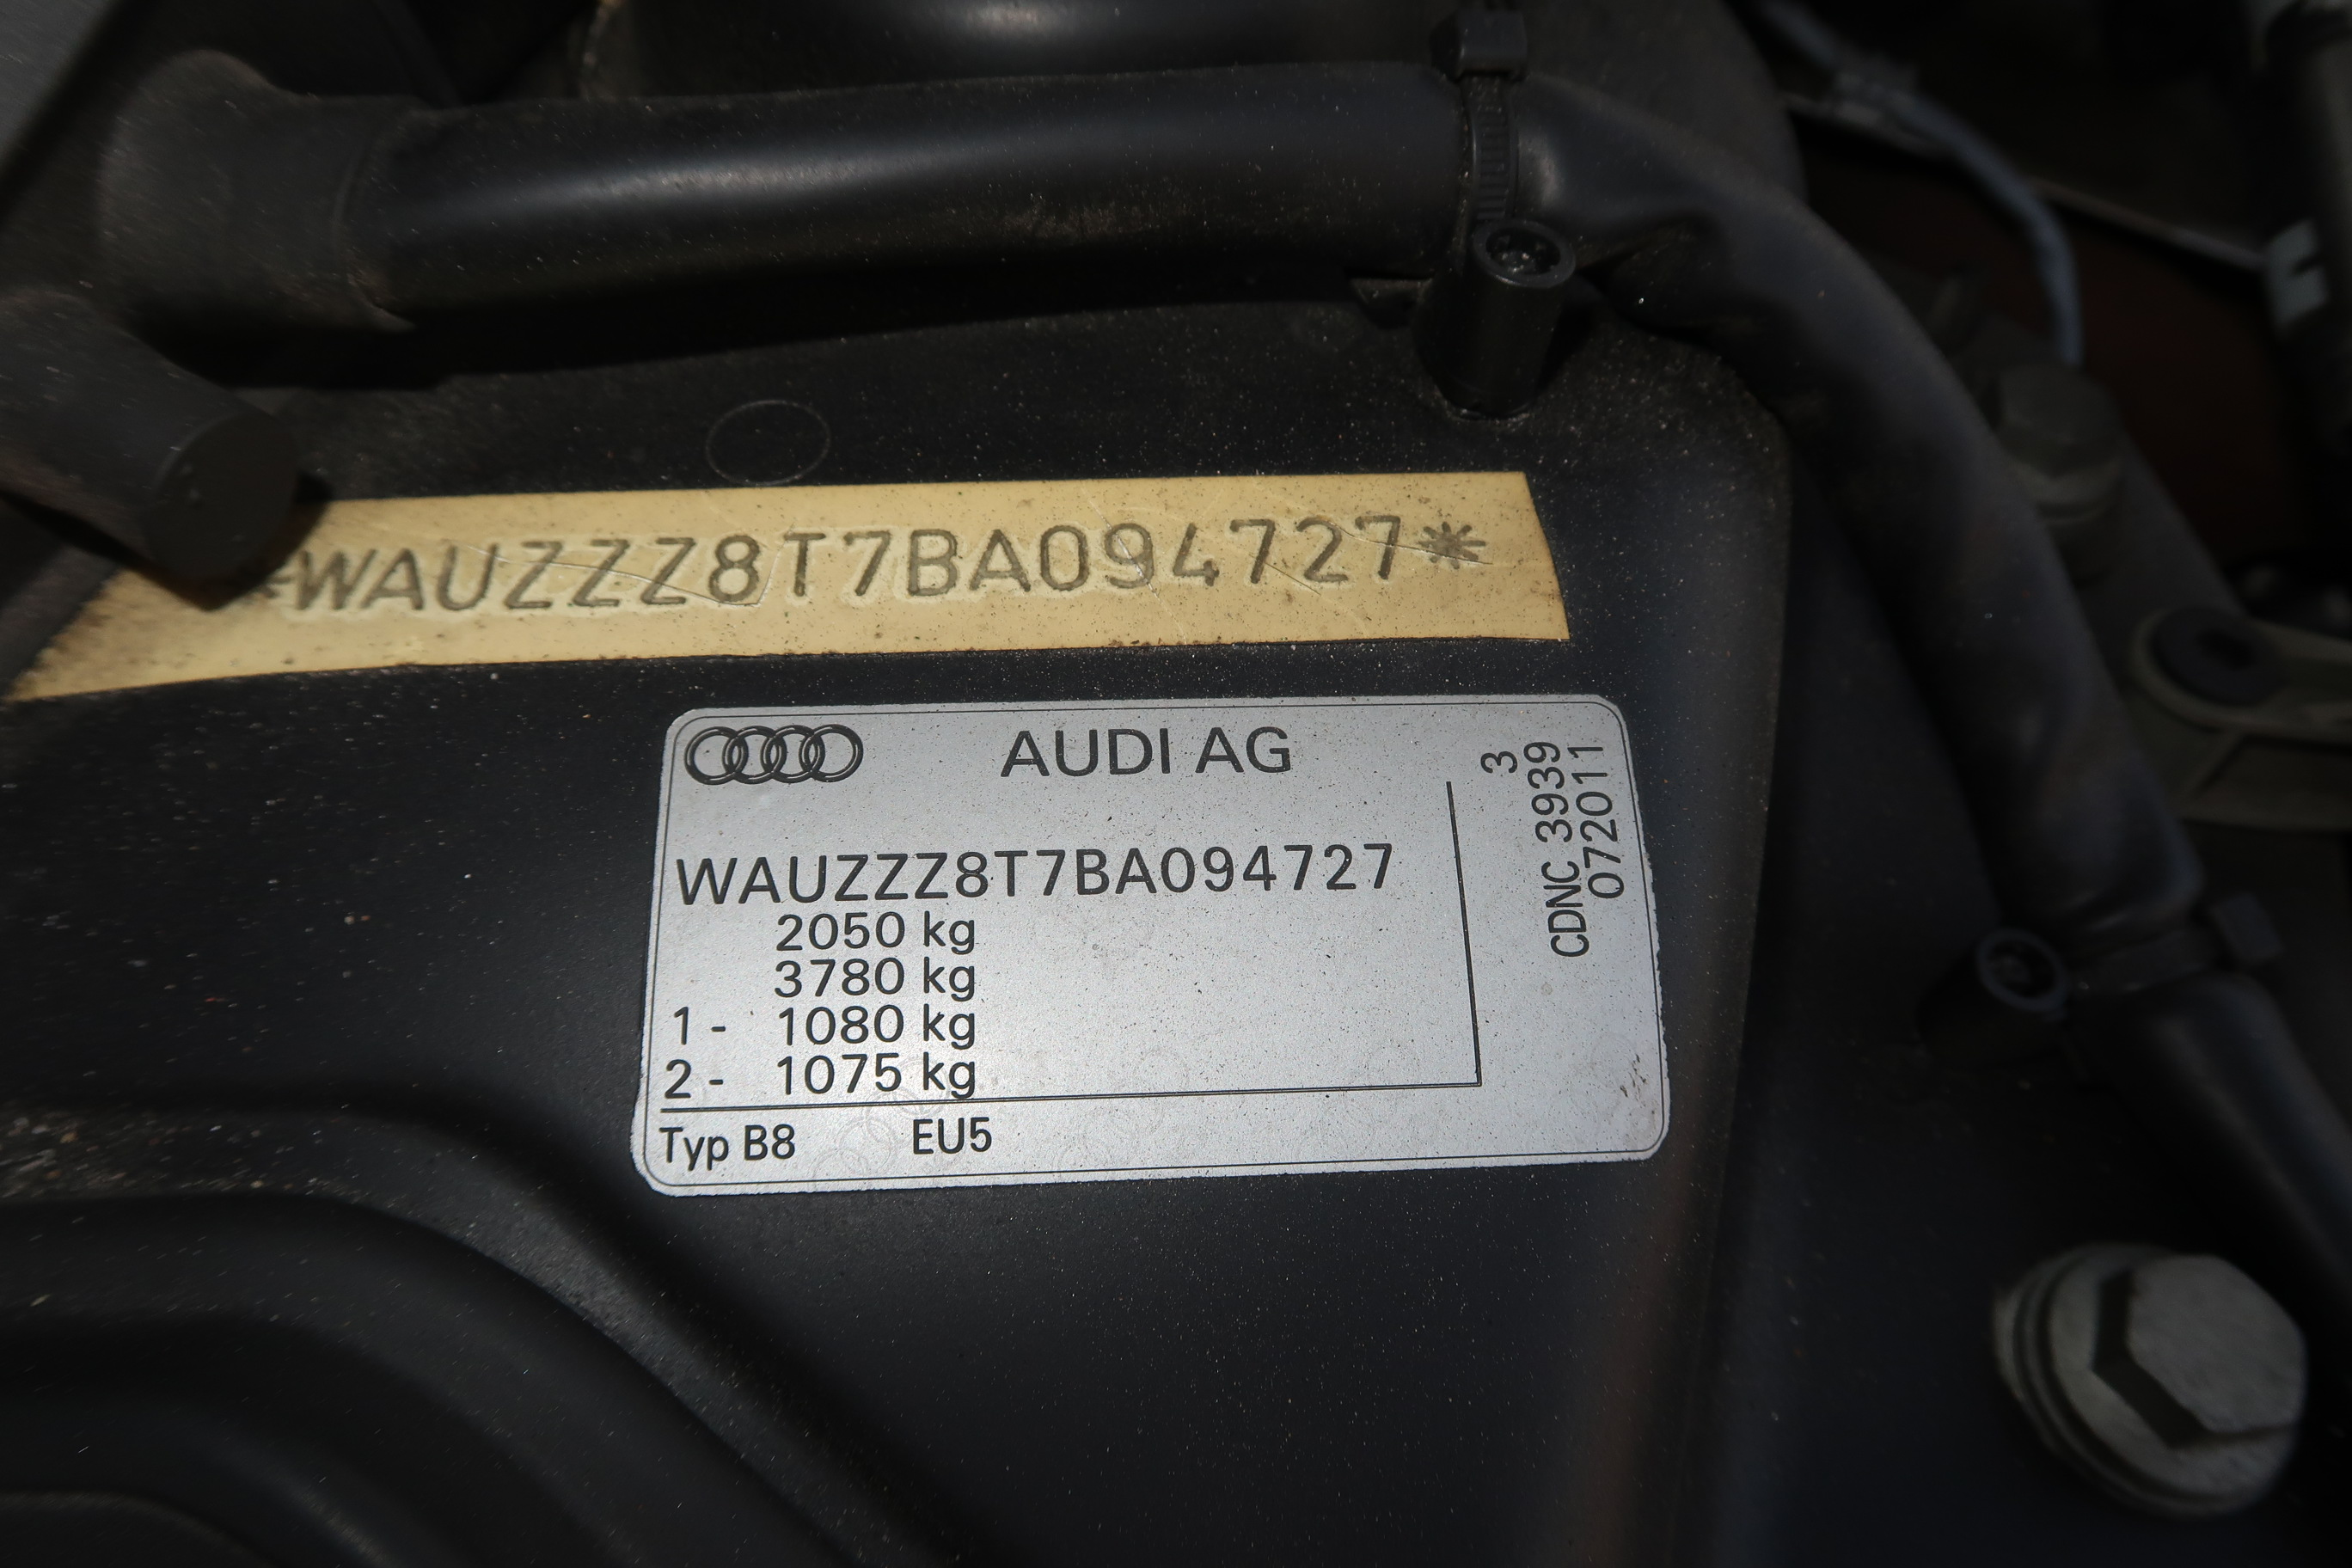 *WAUZZZ8T7BA094727*
AUDI AG
WAUZZZ8T7BA094727
2050 kg
3780 kg
1- 1080 kg
2- 1075 kg
Typ B8 EU5
3
CDNC 3939
072011